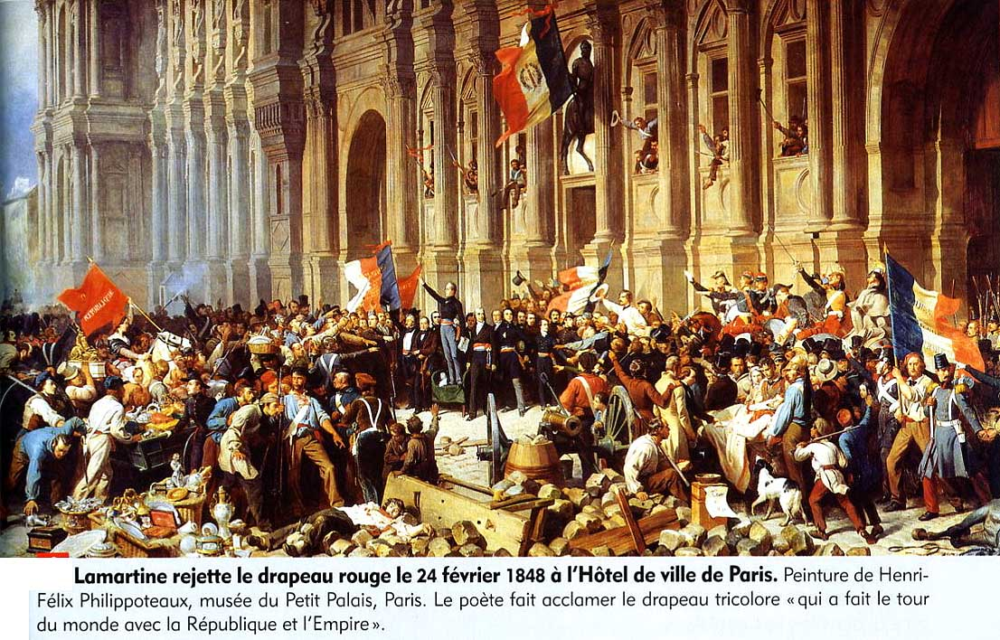 RÉPUBLIQUE
Lamartine rejette le drapeau rouge le 24 février 1848 à l'Hôtel de ville de Paris. Peinture de Henri-
Félix Philippoteaux, musée du Petit Palais, Paris. Le poète fait acclamer le drapeau tricolore « qui a fait le tour
du monde avec la République et l'Empire ».